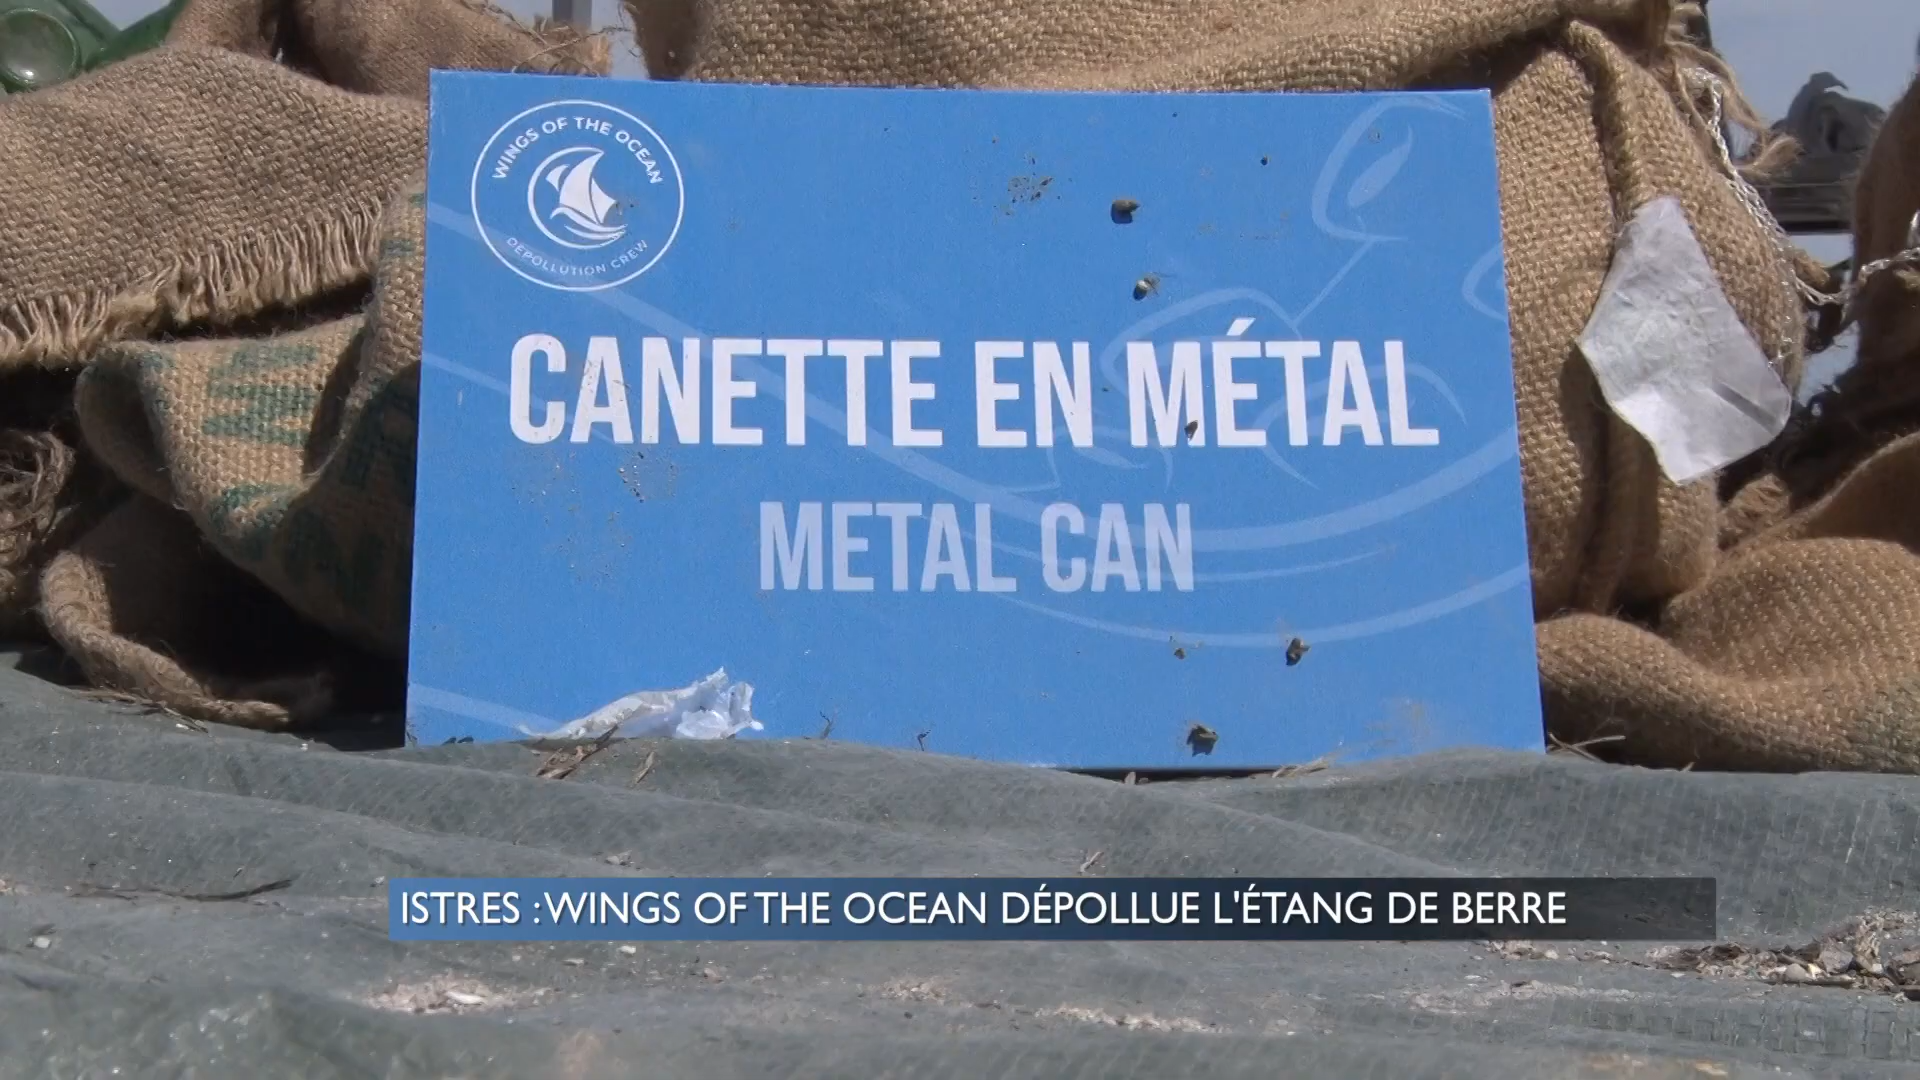 WINGS OF THE OCEAN
DÉPOLLUTION CREW
CANETTE EN MÉTAL
METAL CAN
ISTRES : WINGS OF THE OCEAN DÉPOLLUE L'ÉTANG DE BERRE